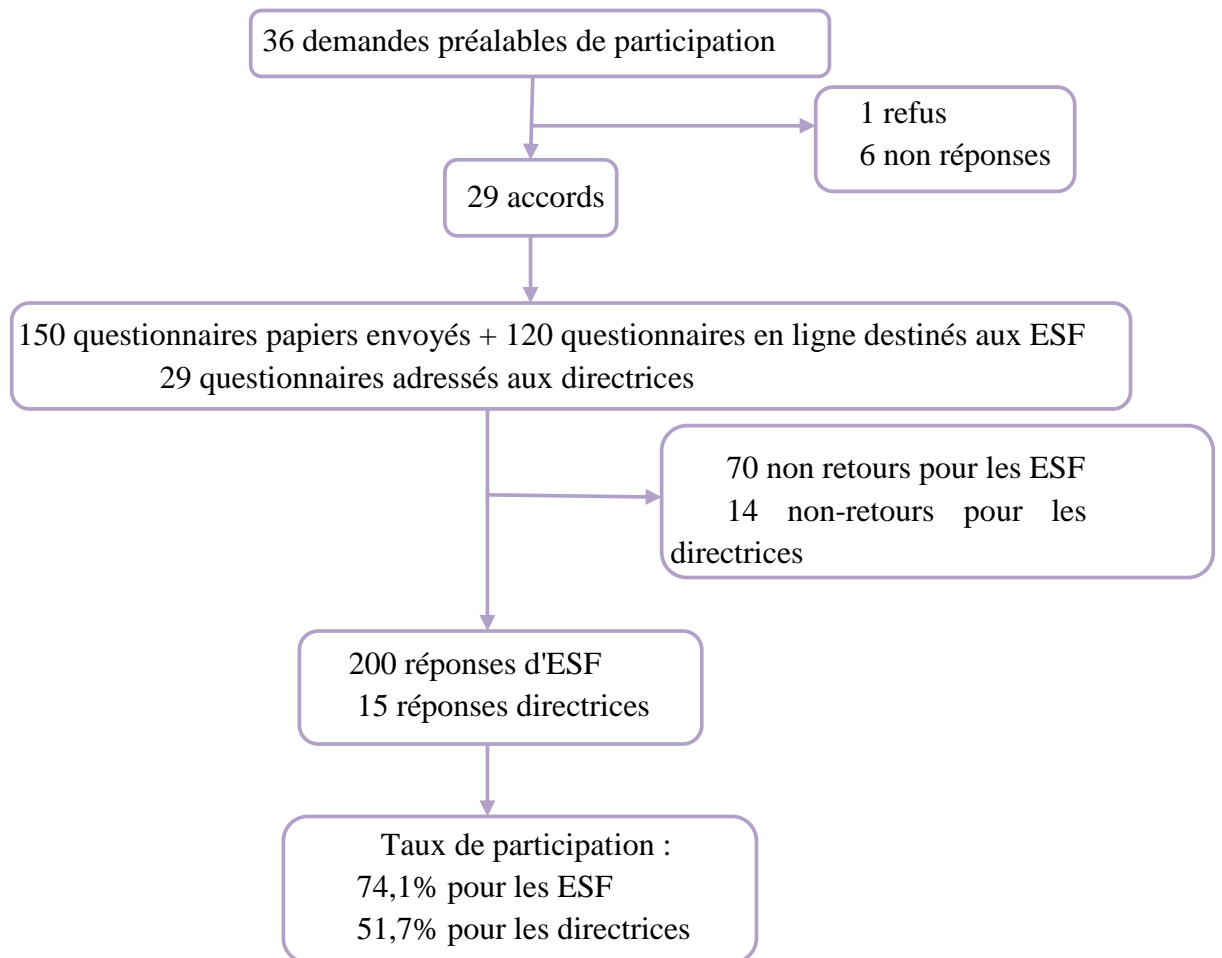 36 demandes préalables de participation
1 refus
6 non réponses
29 accords
150 questionnaires papiers envoyés + 120 questionnaires en ligne destinés aux ESF
29 questionnaires adressés aux directrices
70 non retours pour les ESF
14 non-retours pour les
directrices
200 réponses d'ESF
15 réponses directrices
Taux de participation :
74,1% pour les ESF
51,7% pour les directrices